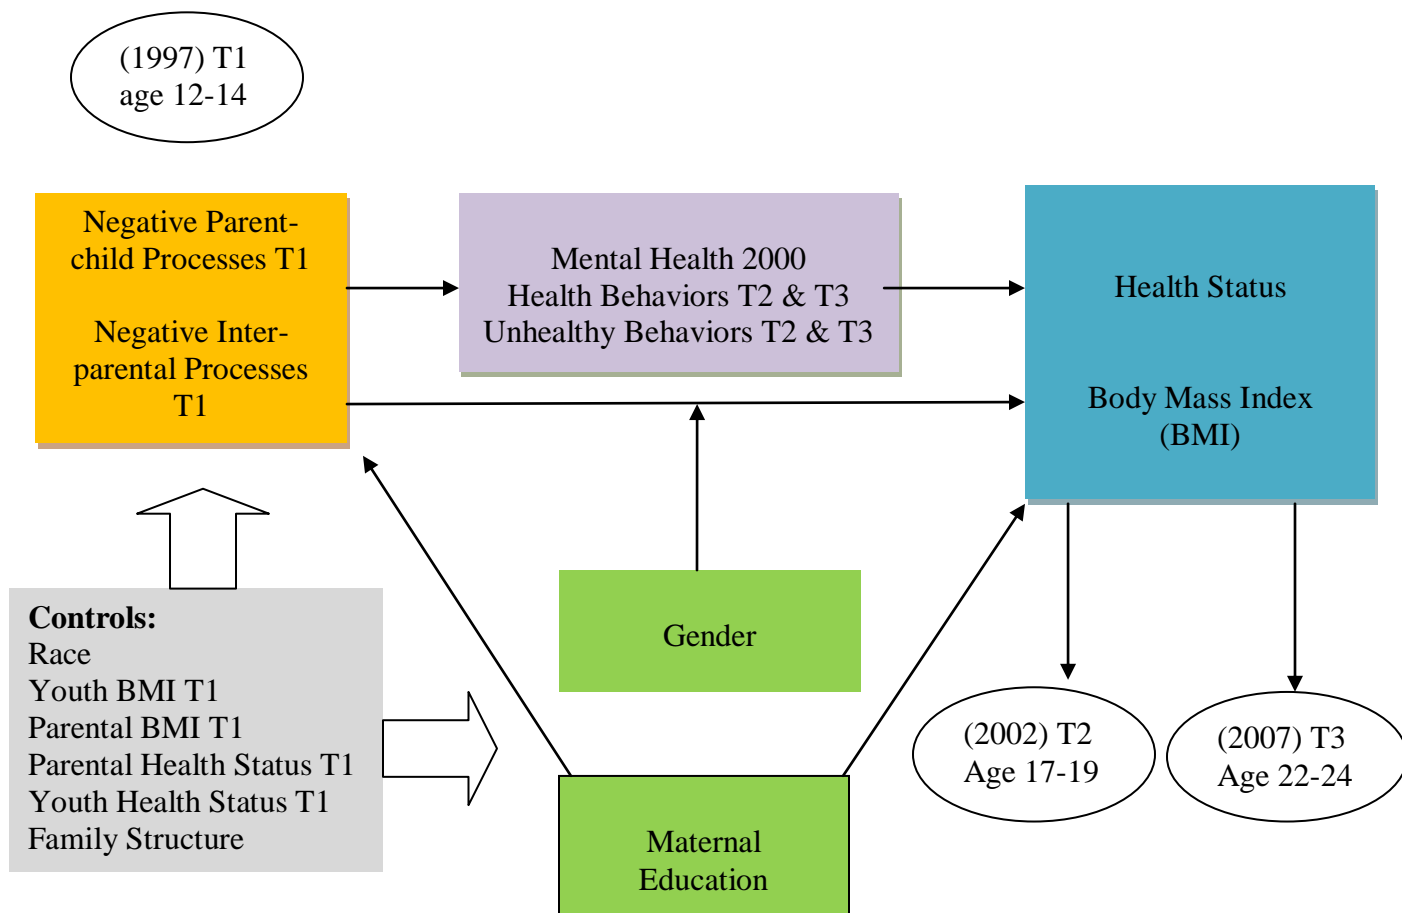 (1997) T1
age 12-14
Negative Parent-
child Processes T1
Negative Inter-
parental Processes
T1
Mental Health 2000
Health Behaviors T2 & T3
Unhealthy Behaviors T2 & T3
Health Status
Body Mass Index
(BMI)
Controls:
Race
Youth BMI T1
Parental BMI T1
Parental Health Status T1
Youth Health Status T1
Family Structure
Gender
Maternal
Education
(2002) T2
Age 17-19
(2007) T3
Age 22-24